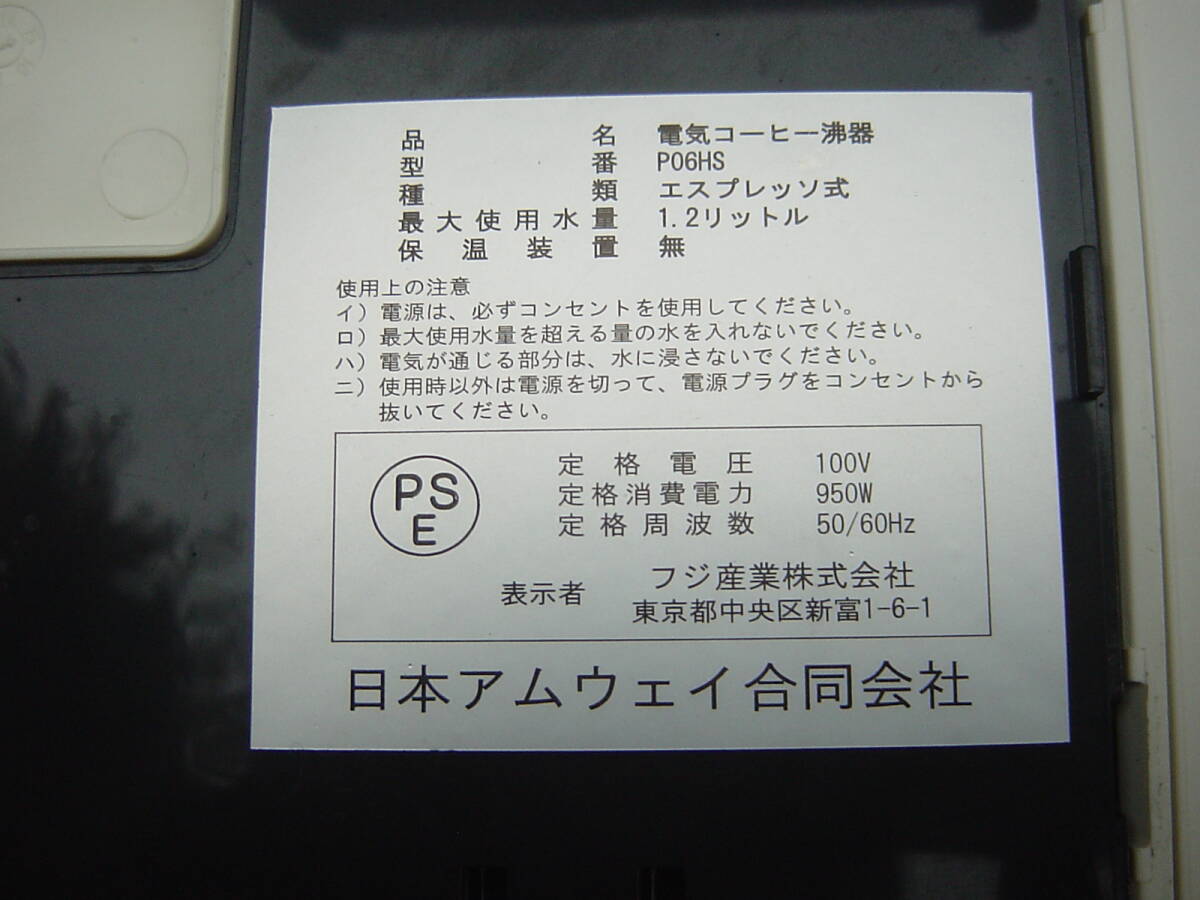 品名 電気コーヒー沸器
型番 P06HS
種類 エスプレッソ式
最大使用水量 1.2リットル
保温装置 無
使用上の注意
イ）電源は、必ずコンセントを使用してください。
ロ）最大使用水量を超える量の水を入れないでください。
ハ）電気が通じる部分は、水に浸さないでください。
ニ）使用時以外は電源を切って、電源プラグをコンセントから
抜いてください。
PS
E
定格電圧 100V
定格消費電力 950W
定格周波数 50/60Hz
表示者 フジ産業株式会社
東京都中央区新富1-6-1
日本アムウェイ合同会社